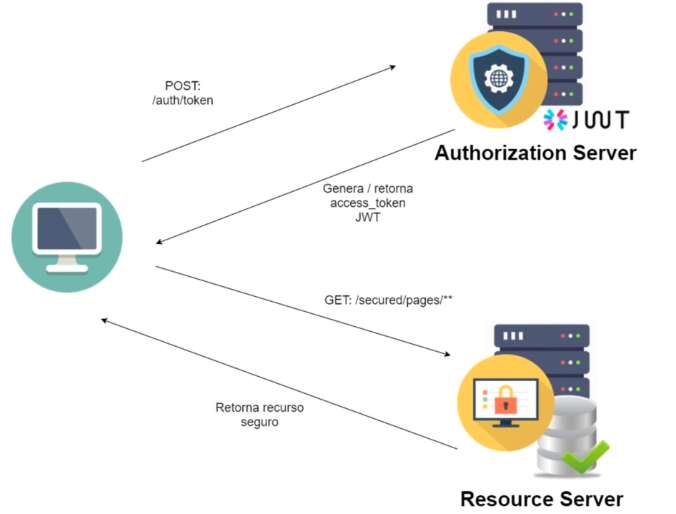 POST:
/auth/token
JWT
Authorization Server
Genera / retorna
access_token
JWT
GET: /secured/pages/**
Retorna recurso
seguro
Resource Server